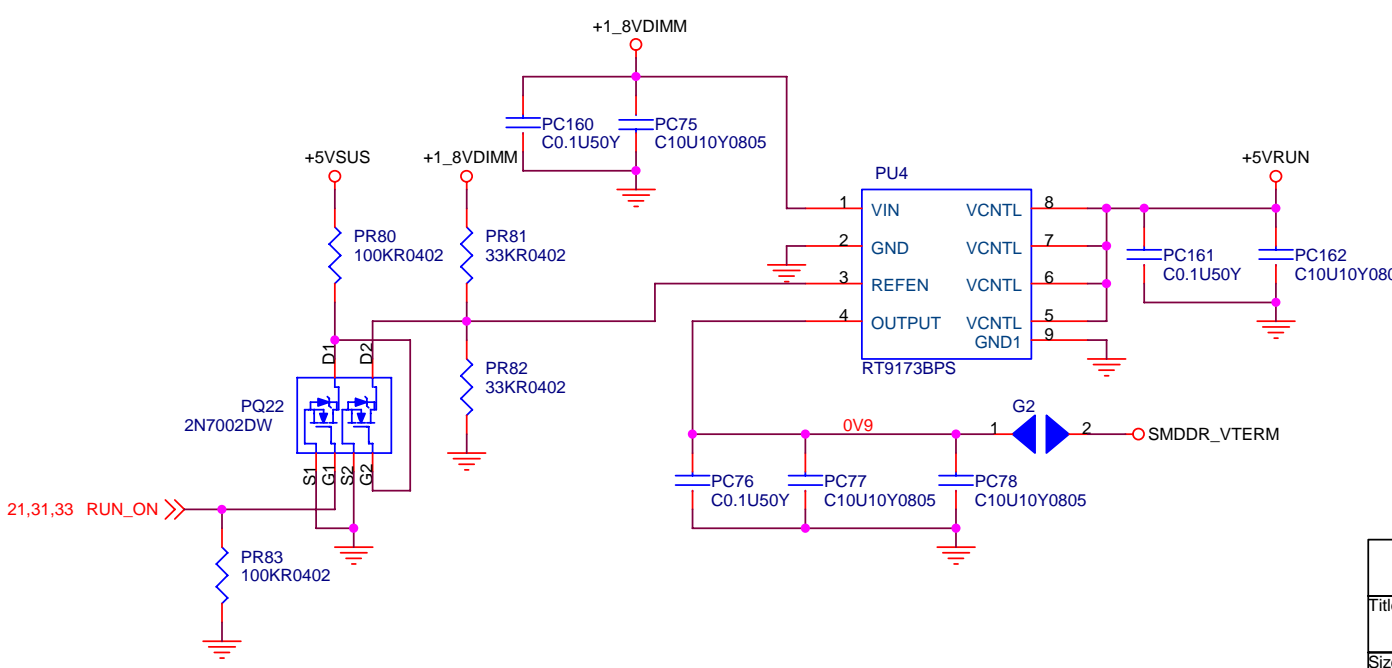 +1_8VDIMM
PC160
C0.1U50Y
PC75
C10U10Y0805
+5VSUS
+1_8VDIMM
+5VRUN
PR80
100KR0402
PR81
33KR0402
PU4
1 VIN VCNTL 8
2 GND VCNTL 7
3 REFEN VCNTL 6
4 OUTPUT VCNTL 5
GND1 9
RT9173BPS
PC161
C0.1U50Y
PC162
C10U10Y080
D1
D2
PR82
33KR0402
PQ22
2N7002DW
S1
G1
S2
G2
0V9
G2
1
2
SMDDR_VTERM
PC76
C0.1U50Y
PC77
C10U10Y0805
PC78
C10U10Y0805
21,31,33 RUN_ON
PR83
100KR0402
Title
Size